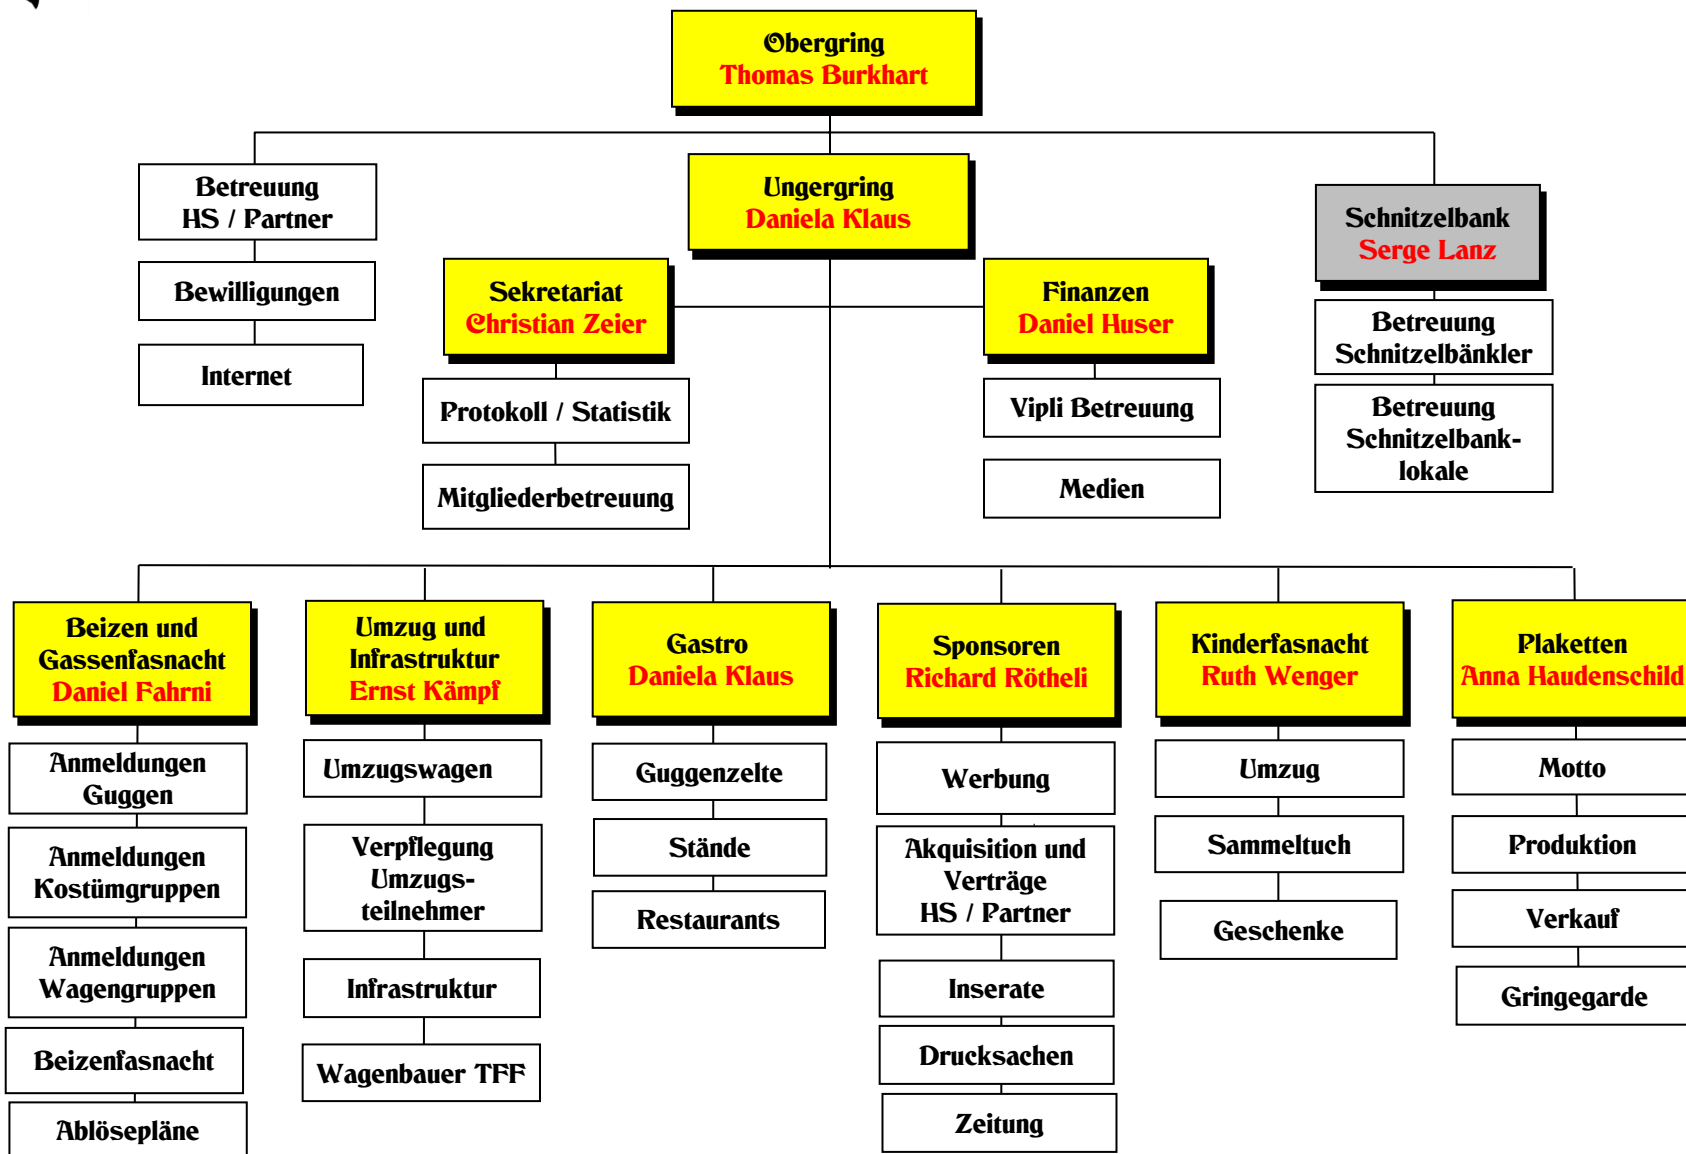 Obergring
Thomas Burkhart
Betreuung
HS / Partner
Bewilligungen
Internet
Ungergring
Daniela Klaus
Schnitzelbank
Serge Lanz
Betreuung
Schnitzelbänkler
Betreuung
Schnitzelbank-
lokale
Sekretariat
Christian Zeier
Protokoll / Statistik
Mitgliederbetreuung
Finanzen
Daniel Huser
Vipli Betreuung
Medien
Beizen und
Gassenfasnacht
Daniel Fahrni
Anmeldungen
Guggen
Anmeldungen
Kostümgruppen
Anmeldungen
Wagengruppen
Beizenfasnacht
Ablösepläne
Umzug und
Infrastruktur
Ernst Kämpf
Umzugswagen
Verpflegung
Umzugs-
teilnehmer
Infrastruktur
Wagenbauer TFF
Gastro
Daniela Klaus
Guggenzelte
Stände
Restaurants
Sponsoren
Richard Rötheli
Werbung
Akquisition und
Verträge
HS / Partner
Inserate
Drucksachen
Zeitung
Kinderfasnacht
Ruth Wenger
Umzug
Sammeltuch
Geschenke
Plaketten
Anna Haudenschild
Motto
Produktion
Verkauf
Gringegarde